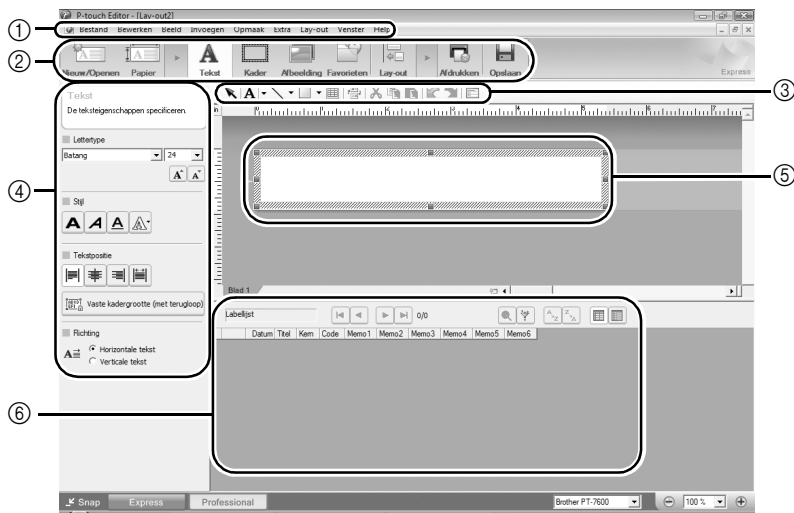 P-touch Editor - [Lay-out2]
Bestand Bewerken Beeld Invoegen Opmaak Extra Lay-out Venster Help
①
②
Nieuw/Openen Papier Tekst Kader Afbeelding Favorieten Lay-out Afdrukken Opslaan
Express
③
Tekst
De teksteigenschappen specificeren.
Lettertype
Batang 24
④
⑤
Stijl
Tekstpositie
Vaste kadergrootte (met terugloop)
Richting
Horizontale tekst
Verticale tekst
Blad 1
Labellijst 0/0
Datum Titel Kem Code Memo1 Memo2 Memo3 Memo4 Memo5 Memo6
⑥
Snap Express Professional Brother PT-7600 100 %